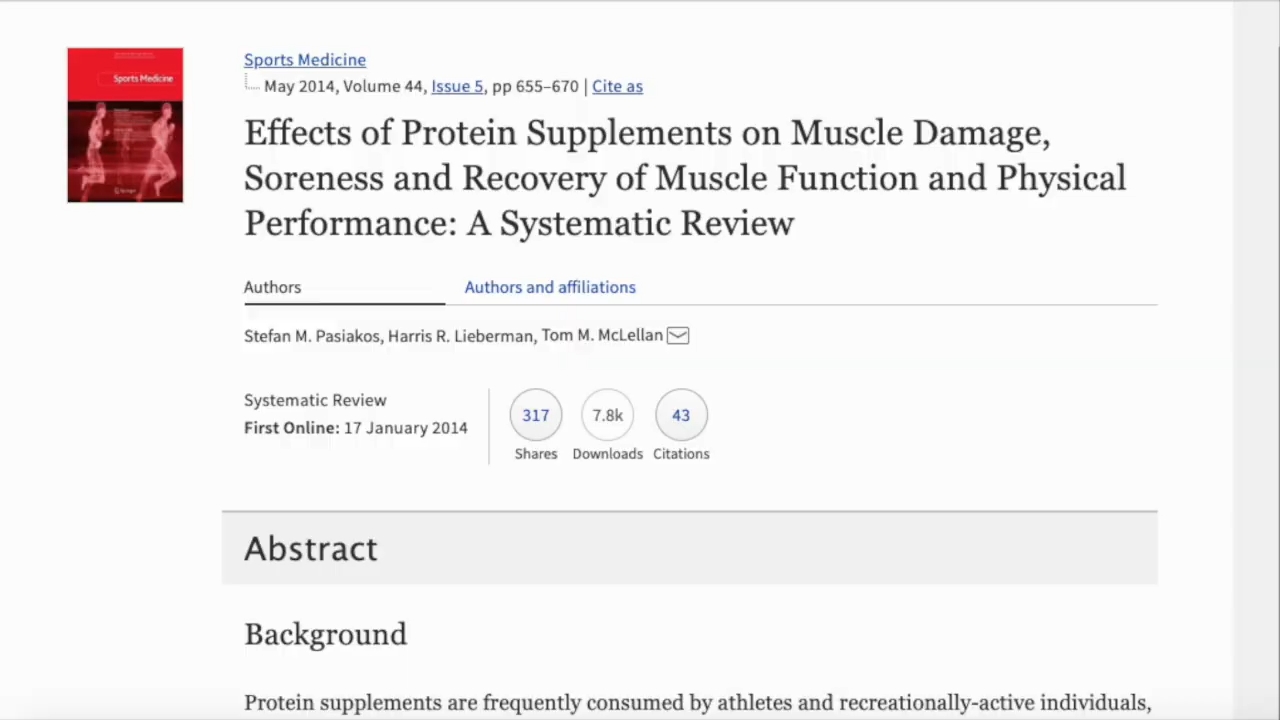 Sports Medicine
Sports Medicine
May 2014, Volume 44, Issue 5, pp 655–670 | Cite as
Effects of Protein Supplements on Muscle Damage,
Soreness and Recovery of Muscle Function and Physical
Performance: A Systematic Review
Authors
Authors and affiliations
Stefan M. Pasiakos, Harris R. Lieberman, Tom M. McLellan
Systematic Review
First Online: 17 January 2014
317
7.8k
43
Shares
Downloads
Citations
Abstract
Background
Protein supplements are frequently consumed by athletes and recreationally-active individuals,